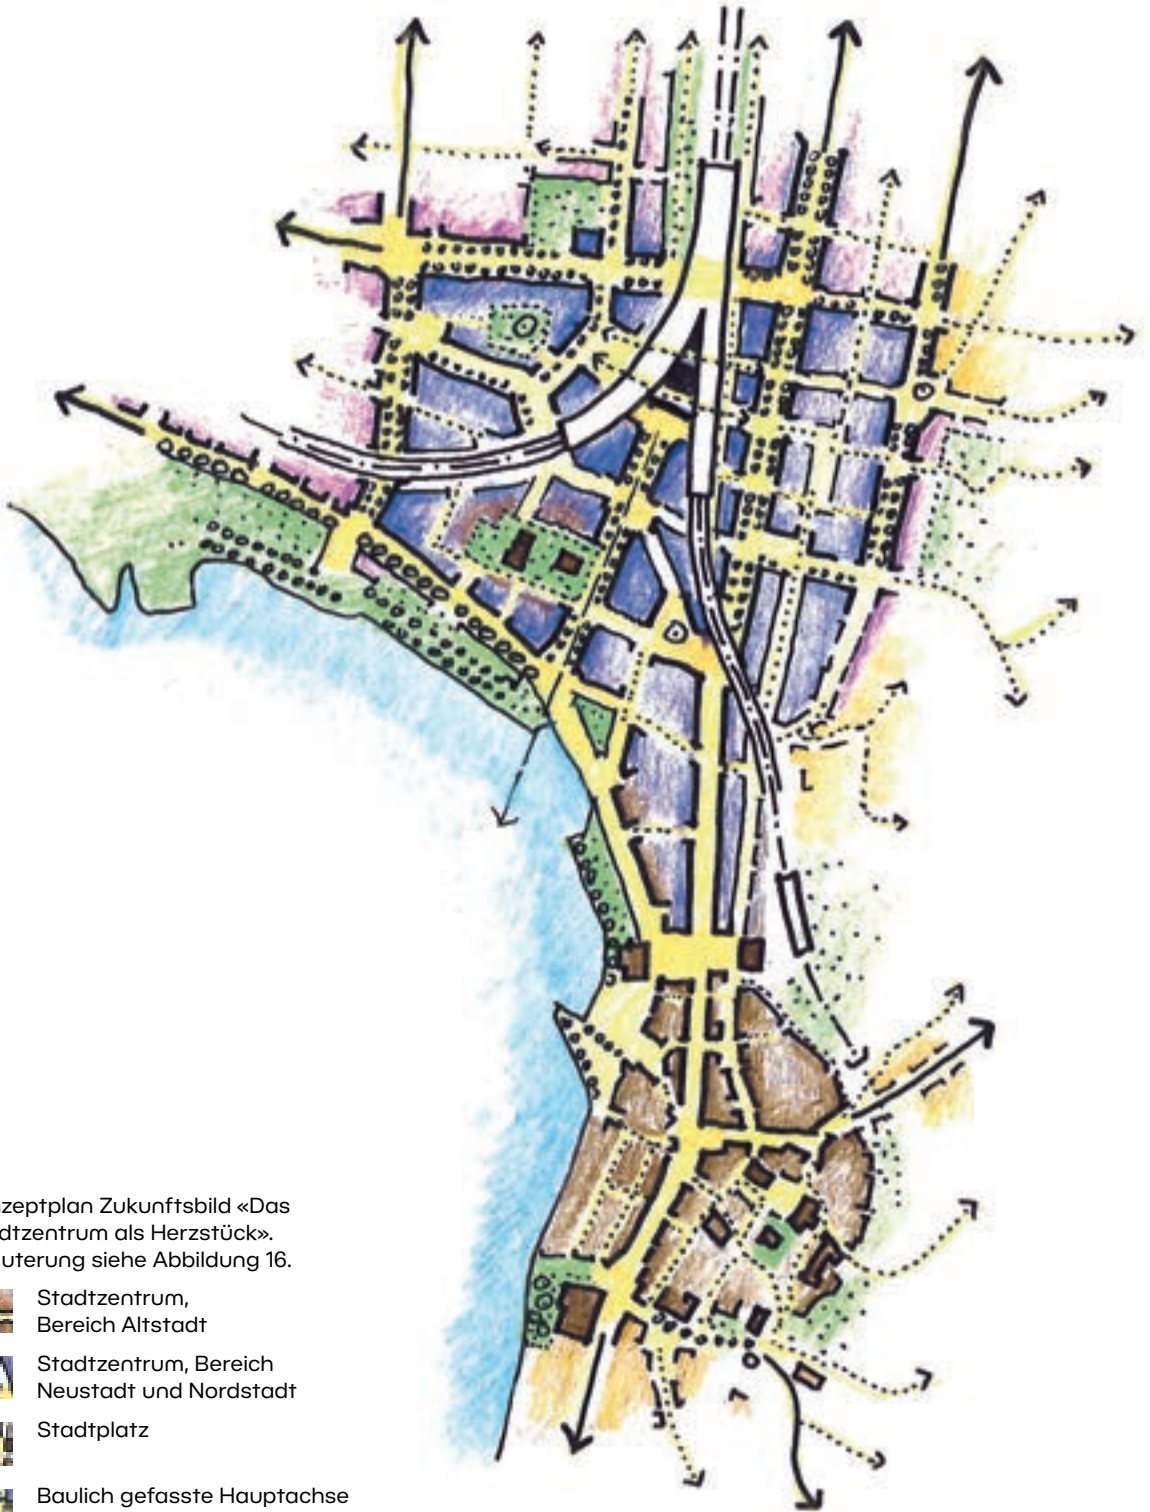 nzeptplan Zukunftsbild «Das
dtzentrum als Herzstück».
uterung siehe Abbildung 16.
Stadtzentrum,
Bereich Altstadt
Stadtzentrum, Bereich
Neustadt und Nordstadt
Stadtplatz
Baulich gefasste Hauptachse